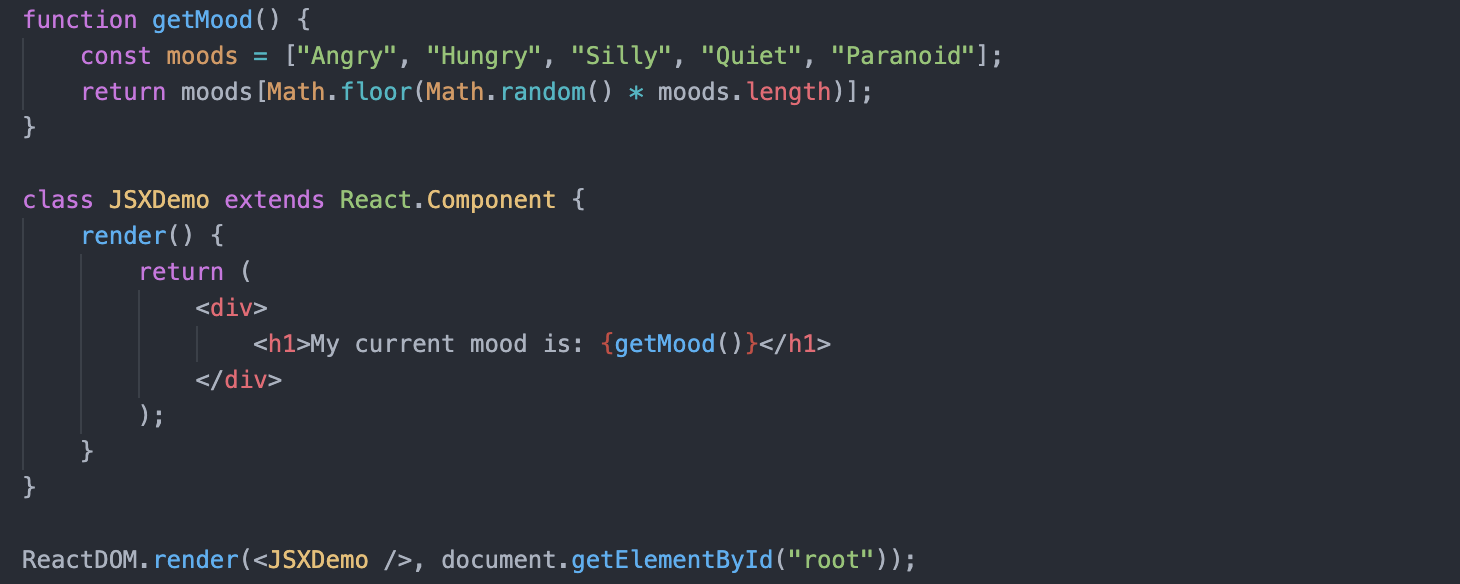 function getMood() {
    const moods = ["Angry", "Hungry", "Silly", "Quiet", "Paranoid"];
    return moods[Math.floor(Math.random() * moods.length)];
}

class JSXDemo extends React.Component {
    render() {
        return (
            <div>
                <h1>My current mood is: {getMood()}</h1>
            </div>
        );
    }
}

ReactDOM.render(<JSXDemo />, document.getElementById("root"));